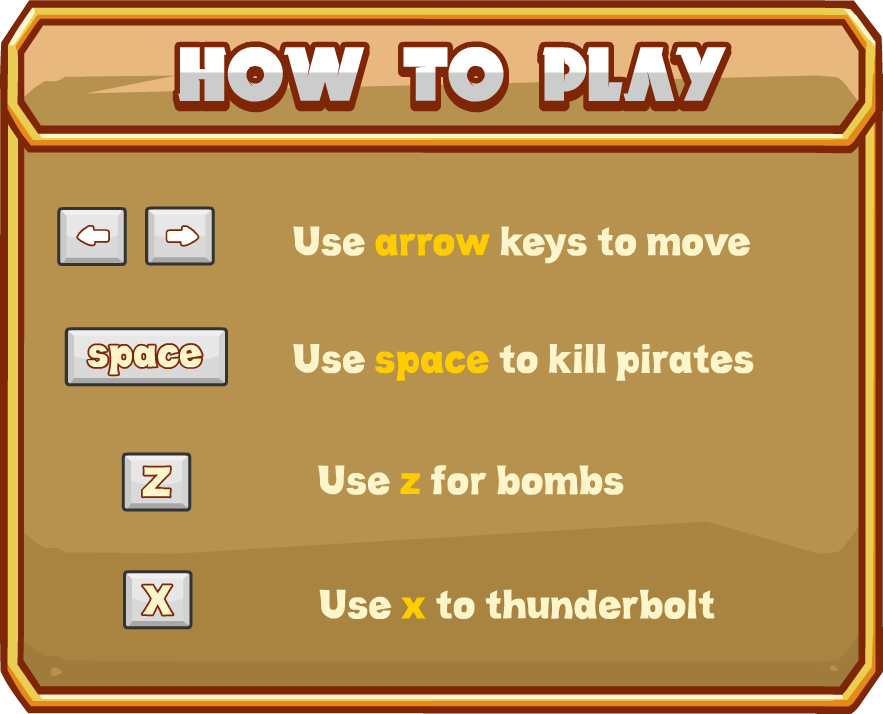 HOW TO PLAY
Use arrow keys to move
space
Use space to kill pirates
Z
Use z for bombs
X
Use x to thunderbolt